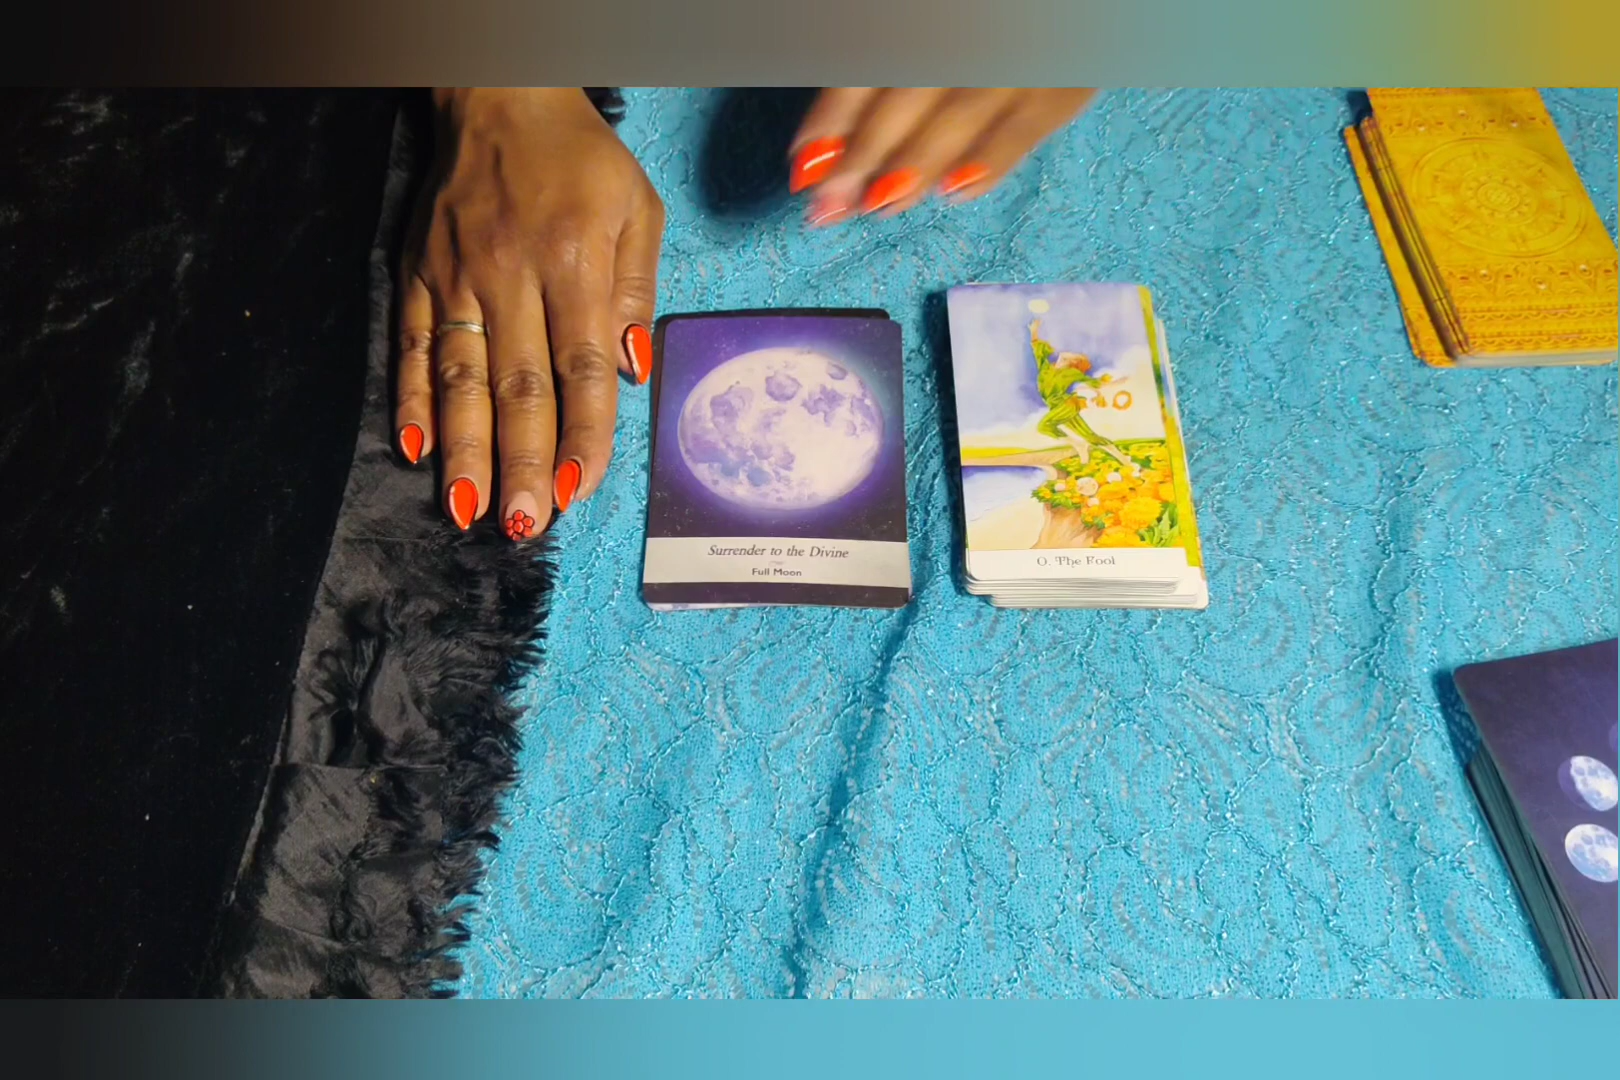 Surrender to the Divine
Full Moon
0. The Fool